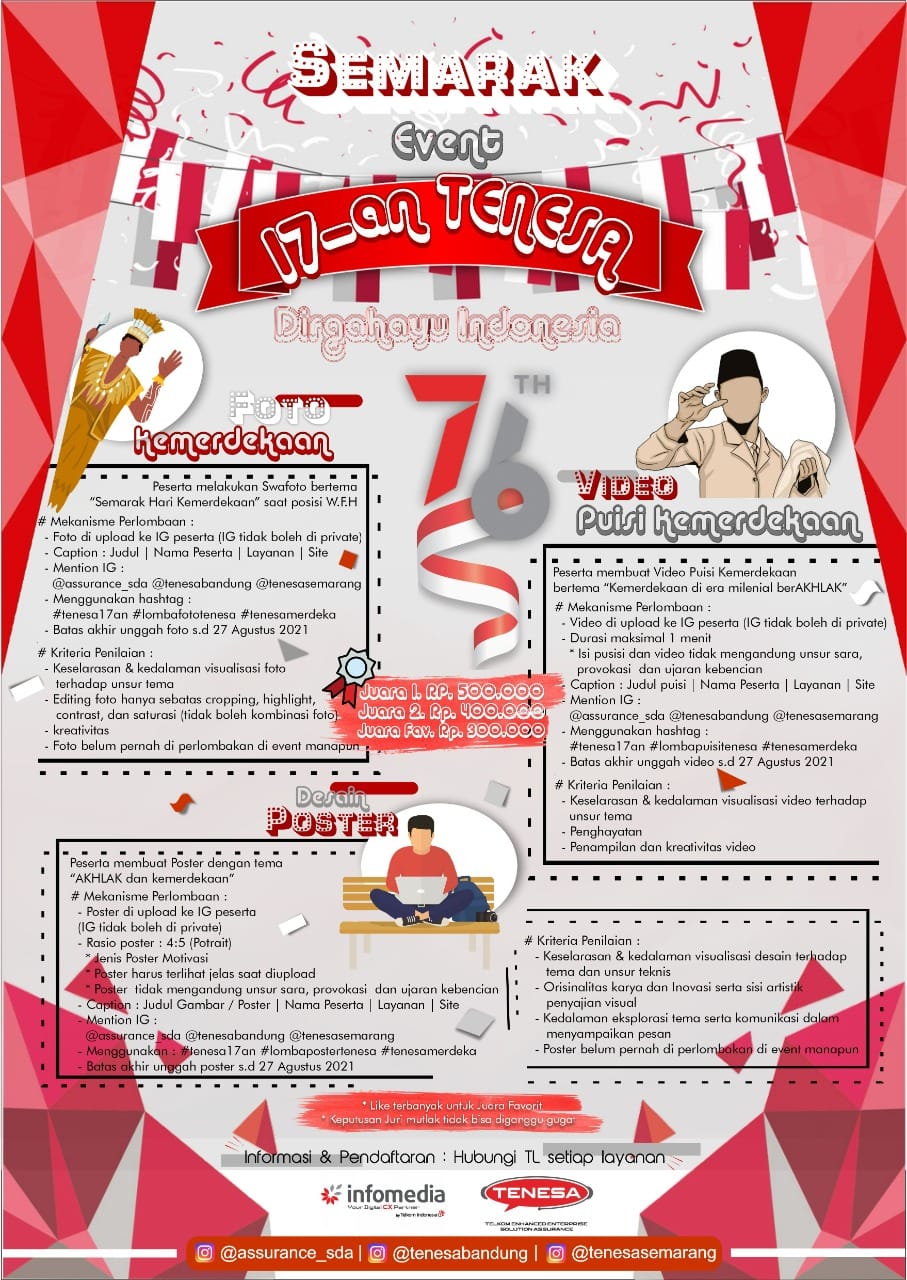 SEMARAK
Event
17-an TENESA
Dirgahayu Indonesia
76TH
Foto
Kemerdekaan
Peserta melakukan Swafoto bertema
“Semarak Hari Kemerdekaan” saat posisi W.F.H
# Mekanisme Perlombaan :
- Foto di upload ke IG peserta (IG tidak boleh di private)
- Caption : Judul | Nama Peserta | Layanan | Site
- Mention IG :
@assurance_sda @tenesabandung @tenesasemarang
- Menggunakan hashtag :
#tenesa17an #lombafototenesa #tenesamerdeka
- Batas akhir unggah foto s.d 27 Agustus 2021
# Kriteria Penilaian :
- Keselarasan & kedalaman visualisasi foto
terhadap unsur tema
- Editing foto hanya sebatas cropping, highlight,
contrast, dan saturasi (tidak boleh kombinasi foto)
- kreativitas
- Foto belum pernah di perlombakan di event manapun
Juara 1. RP. 500.000
Juara 2. Rp. 400.000
Juara Fav. Rp. 300.000
VIDEO
Puisi Kemerdekaan
Peserta membuat Video Puisi Kemerdekaan
bertema “Kemerdekaan di era milenial berAKHLAK”
# Mekanisme Perlombaan :
- Video di upload ke IG peserta (IG tidak boleh di private)
- Durasi maksimal 1 menit
* Isi pusisi dan video tidak mengandung unsur sara,
provokasi dan ujaran kebencian
- Caption : Judul puisi | Nama Peserta | Layanan | Site
- Mention IG :
@assurance_sda @tenesabandung @tenesasemarang
- Menggunakan hashtag :
#tenesa17an #lombapuisitenesa #tenesamerdeka
- Batas akhir unggah video s.d 27 Agustus 2021
# Kriteria Penilaian :
- Keselarasan & kedalaman visualisasi video terhadap
unsur tema
- Penghayatan
- Penampilan dan kreativitas video
Desain
POSTER
Peserta membuat Poster dengan tema
“AKHLAK dan kemerdekaan”
# Mekanisme Perlombaan :
- Poster di upload ke IG peserta
(IG tidak boleh di private)
- Rasio poster : 4:5 (Potrait)
* Jenis Poster Motivasi
* Poster harus terlihat jelas saat diupload
* Poster tidak mengandung unsur sara, provokasi dan ujaran kebencian
- Caption : Judul Gambar / Poster | Nama Peserta | Layanan | Site
- Mention IG :
@assurance_sda @tenesabandung @tenesasemarang
- Menggunakan : #tenesa17an #lombapostertenesa #tenesamerdeka
- Batas akhir unggah poster s.d 27 Agustus 2021
# Kriteria Penilaian :
- Keselarasan & kedalaman visualisasi desain terhadap
tema dan unsur teknis
- Orisinalitas karya dan Inovasi serta sisi artistik
penyajian visual
- Kedalaman eksplorasi tema serta komunikasi dalam
menyampaikan pesan
- Poster belum pernah di perlombakan di event manapun
* Like terbanyak untuk Juara Favorit
* Keputusan Juri mutlak tidak bisa diganggu gugat
Informasi & Pendaftaran : Hubungi TL setiap layanan
infomedia
Your Digital CX Partner
by Telkom Indonesia
TENESA
TELKOM ENHANCED ENTERPRISE
SOLUTION ASSURANCE
@assurance_sda | @tenesabandung | @tenesasemarang